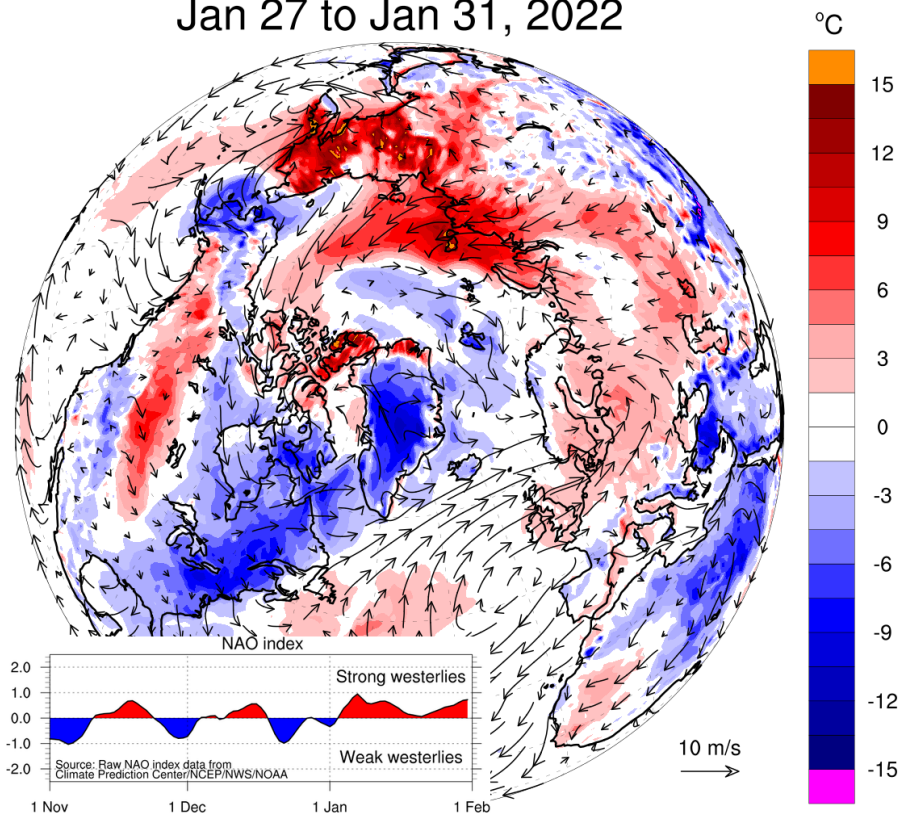 Jan 27 to Jan 31, 2022
oC
15
12
9
6
3
0
-3
-6
-9
-12
-15
10 m/s
NAO index
2.0
1.0
0.0
-1.0
-2.0
Strong westerlies
Weak westerlies
Source: Raw NAO index data from
Climate Prediction Center/NCEP/NWS/NOAA
1 Nov 1 Dec 1 Jan 1 Feb